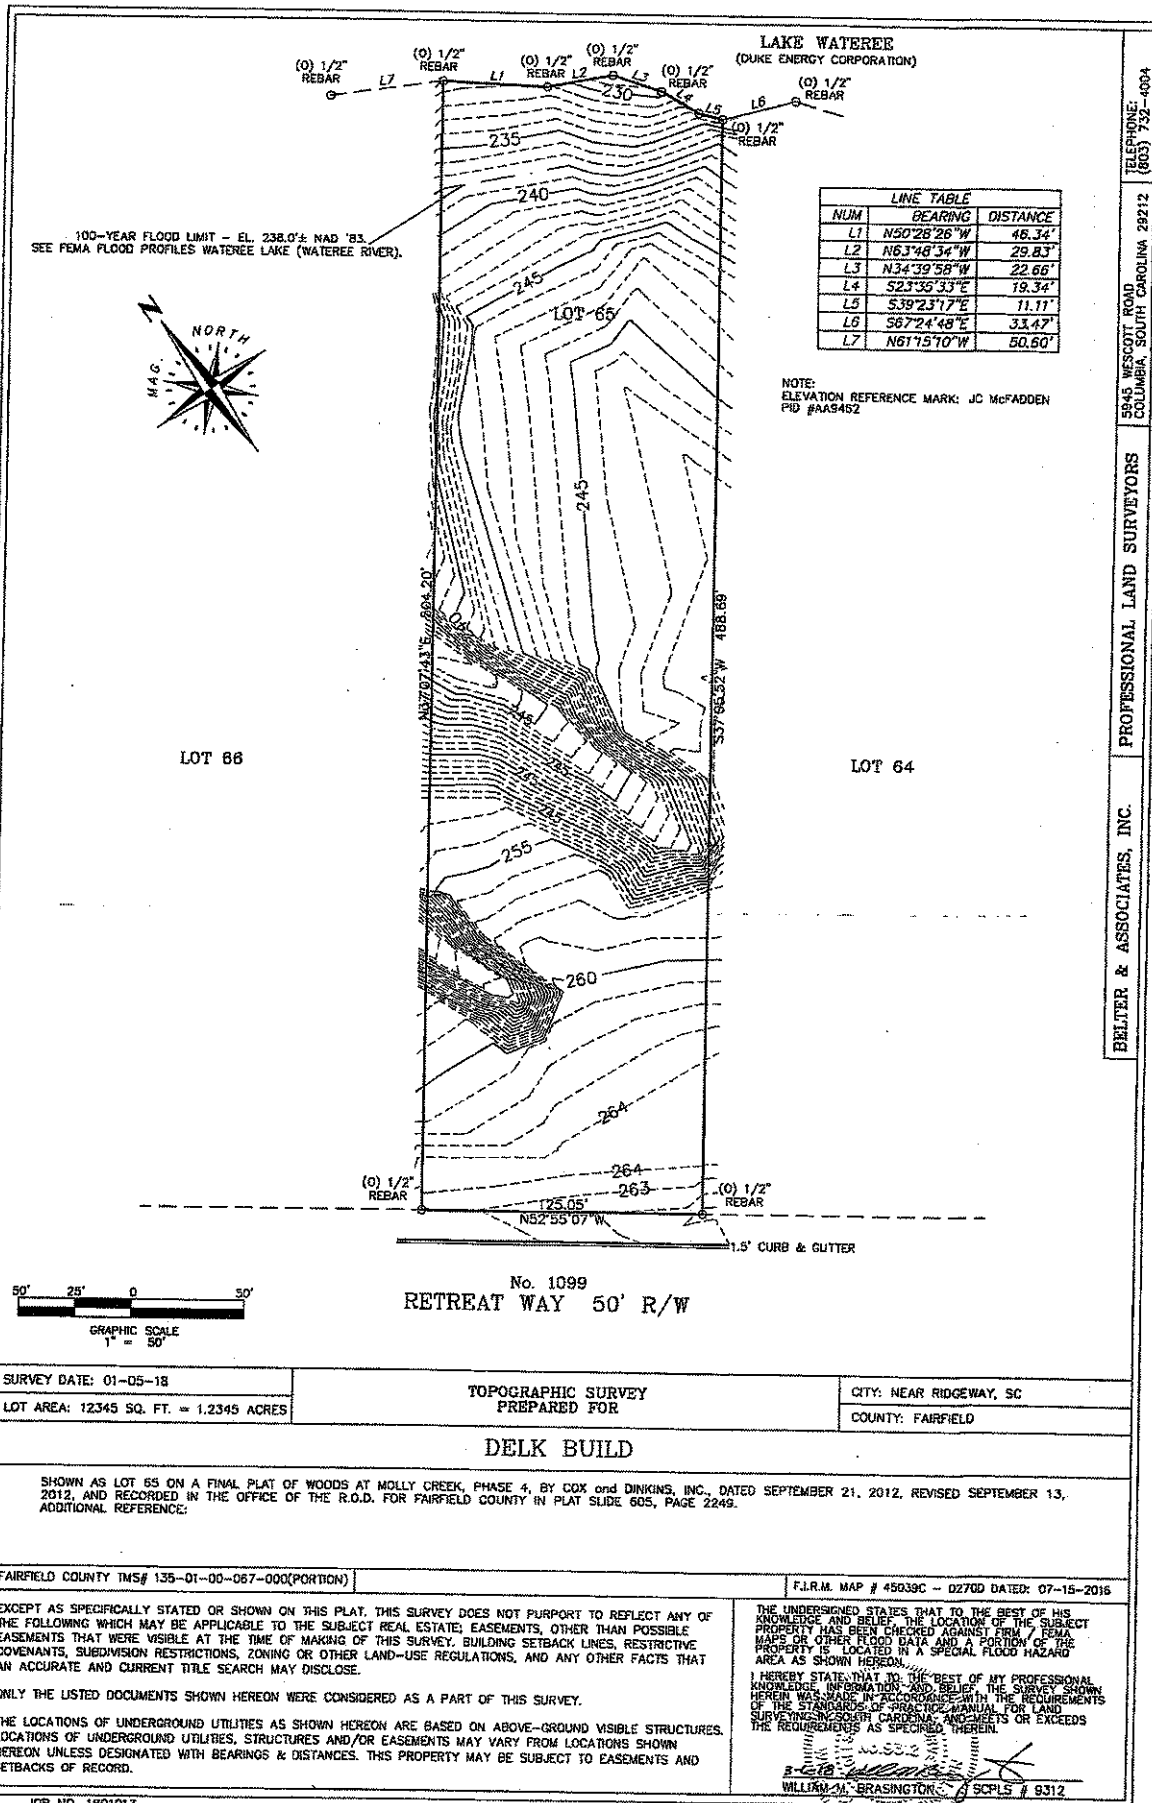 LAKE WATEREE
(DUKE ENERGY CORPORATION)
(O) 1/2"
REBAR
L7
(O) 1/2"
REBAR
L1
(O) 1/2"
REBAR
L2
(O) 1/2"
REBAR
L3
(O) 1/2"
REBAR
L4
L5
(O) 1/2"
REBAR
L6
(O) 1/2"
REBAR
230
235
240
245
LOT 65
100-YEAR FLOOD LIMIT - EL. 238.0'± NAD '83.
SEE FEMA FLOOD PROFILES WATEREE LAKE (WATEREE RIVER).
MAG. NORTH
LINE TABLE
NUM BEARING DISTANCE
L1 N50°28'26"W 46.34'
L2 N63°48'34"W 29.83'
L3 N34°39'58"W 22.66'
L4 S23°35'33"E 19.34'
L5 S39°23'17"E 11.11'
L6 S67°24'48"E 33.47'
L7 N61°15'10"W 50.60'
NOTE:
ELEVATION REFERENCE MARK: JC McFADDEN
PID #AA9452
245
N37°07'43"E 504.20'
S37°05'52"W 488.69'
LOT 66
LOT 64
245
245
245
255
260
264
264
263
(O) 1/2"
REBAR
(O) 1/2"
REBAR
125.05'
N52°55'07"W
1.5' CURB & GUTTER
No. 1099
RETREAT WAY 50' R/W
50' 25' 0 50'
GRAPHIC SCALE
1" = 50'
TELEPHONE:
(803) 732-4004
5945 WESCOTT ROAD
COLUMBIA, SOUTH CAROLINA 29212
PROFESSIONAL LAND SURVEYORS
BELTER & ASSOCIATES, INC.
SURVEY DATE: 01-05-18
LOT AREA: 12345 SQ. FT. = 1.2345 ACRES
TOPOGRAPHIC SURVEY
PREPARED FOR
CITY: NEAR RIDGEWAY, SC
COUNTY: FAIRFIELD
DELK BUILD
SHOWN AS LOT 65 ON A FINAL PLAT OF WOODS AT MOLLY CREEK, PHASE 4, BY COX and DINKINS, INC., DATED SEPTEMBER 21, 2012, REVISED SEPTEMBER 13,
2012, AND RECORDED IN THE OFFICE OF THE R.O.D. FOR FAIRFIELD COUNTY IN PLAT SLIDE 605, PAGE 2249.
ADDITIONAL REFERENCE:
FAIRFIELD COUNTY TMS# 135-01-00-067-000(PORTION)
F.I.R.M. MAP # 45039C - 0270D DATED: 07-15-2016
EXCEPT AS SPECIFICALLY STATED OR SHOWN ON THIS PLAT, THIS SURVEY DOES NOT PURPORT TO REFLECT ANY OF
THE FOLLOWING WHICH MAY BE APPLICABLE TO THE SUBJECT REAL ESTATE; EASEMENTS, OTHER THAN POSSIBLE
EASEMENTS THAT WERE VISIBLE AT THE TIME OF MAKING OF THIS SURVEY. BUILDING SETBACK LINES, RESTRICTIVE
COVENANTS, SUBDIVISION RESTRICTIONS, ZONING OR OTHER LAND-USE REGULATIONS, AND ANY OTHER FACTS THAT
AN ACCURATE AND CURRENT TITLE SEARCH MAY DISCLOSE.
ONLY THE LISTED DOCUMENTS SHOWN HEREON WERE CONSIDERED AS A PART OF THIS SURVEY.
THE LOCATIONS OF UNDERGROUND UTILITIES AS SHOWN HEREON ARE BASED ON ABOVE-GROUND VISIBLE STRUCTURES.
LOCATIONS OF UNDERGROUND UTILITIES, STRUCTURES AND/OR EASEMENTS MAY VARY FROM LOCATIONS SHOWN
HEREON UNLESS DESIGNATED WITH BEARINGS & DISTANCES. THIS PROPERTY MAY BE SUBJECT TO EASEMENTS AND
SETBACKS OF RECORD.
THE UNDERSIGNED STATES THAT TO THE BEST OF HIS
KNOWLEDGE AND BELIEF, THE LOCATION OF THE SUBJECT
PROPERTY HAS BEEN CHECKED AGAINST FIRM / FEMA
MAPS OR OTHER FLOOD DATA AND A PORTION OF THE
PROPERTY IS LOCATED IN A SPECIAL FLOOD HAZARD
AREA AS SHOWN HEREON.
I HEREBY STATE THAT TO THE BEST OF MY PROFESSIONAL
KNOWLEDGE, INFORMATION, AND BELIEF, THE SURVEY SHOWN
HEREIN WAS MADE IN ACCORDANCE WITH THE REQUIREMENTS
OF THE STANDARDS OF PRACTICE MANUAL FOR LAND
SURVEYING IN SOUTH CAROLINA, AND MEETS OR EXCEEDS
THE REQUIREMENTS AS SPECIFIED THEREIN.
NO. 9312
WILLIAM M. BRASINGTON SCPLS # 9312
JOB NO. 1801013